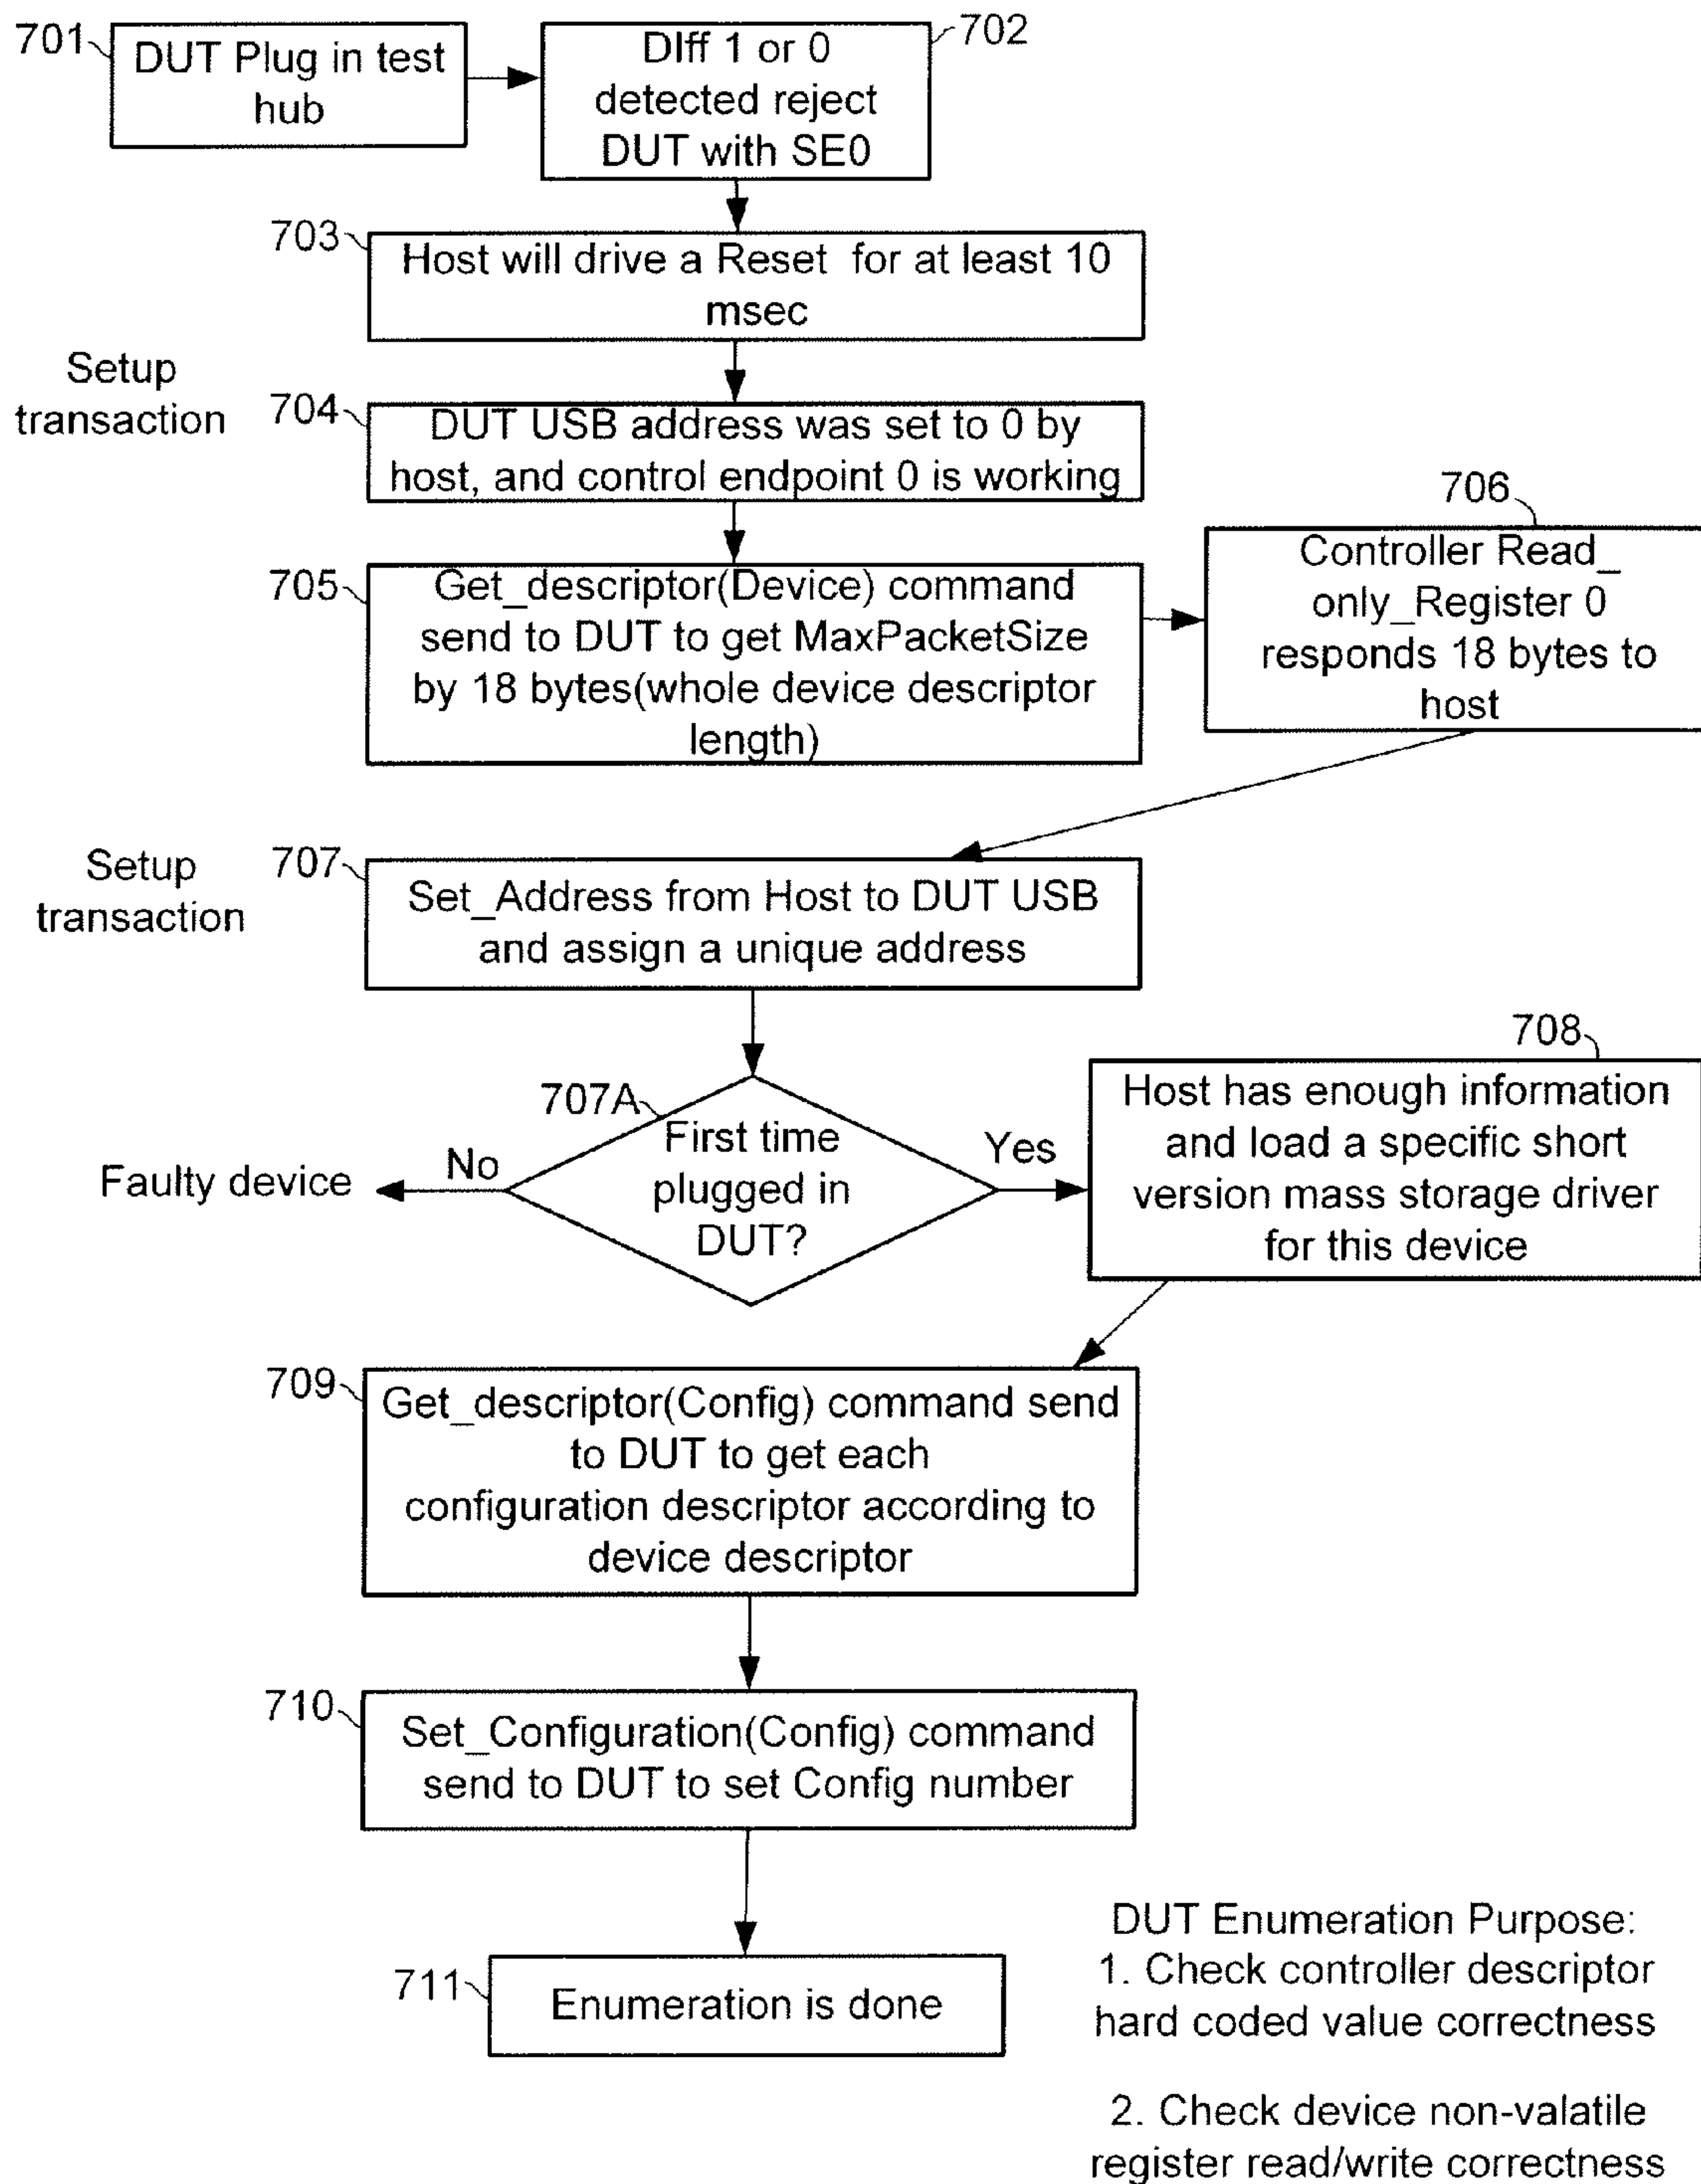 701
DUT Plug in test
hub
702
DIff 1 or 0
detected reject
DUT with SE0
703
Host will drive a Reset for at least 10
msec
Setup
transaction
704
DUT USB address was set to 0 by
host, and control endpoint 0 is working
705
Get_descriptor(Device) command
send to DUT to get MaxPacketSize
by 18 bytes(whole device descriptor
length)
706
Controller Read_
only_Register 0
responds 18 bytes to
host
Setup
transaction
707
Set_Address from Host to DUT USB
and assign a unique address
707A
First time
plugged in
DUT?
No
Faulty device
Yes
708
Host has enough information
and load a specific short
version mass storage driver
for this device
709
Get_descriptor(Config) command send
to DUT to get each
configuration descriptor according to
device descriptor
710
Set_Configuration(Config) command
send to DUT to set Config number
711
Enumeration is done
DUT Enumeration Purpose:
1. Check controller descriptor
hard coded value correctness
2. Check device non-valatile
register read/write correctness